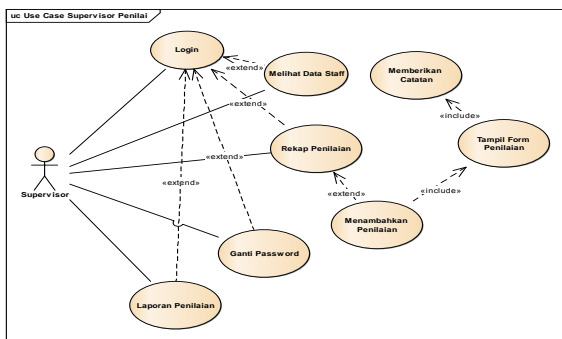 uc Use Case Supervisor Penilai
Login
Melihat Data Staff
Memberikan
Catatan
«extend»
«extend»
«include»
Rekap Penilaian
Tampil Form
Penilaian
«extend»
«extend»
«extend»
«include»
Supervisor
Menambahkan
Penilaian
Ganti Password
Laporan Penilaian